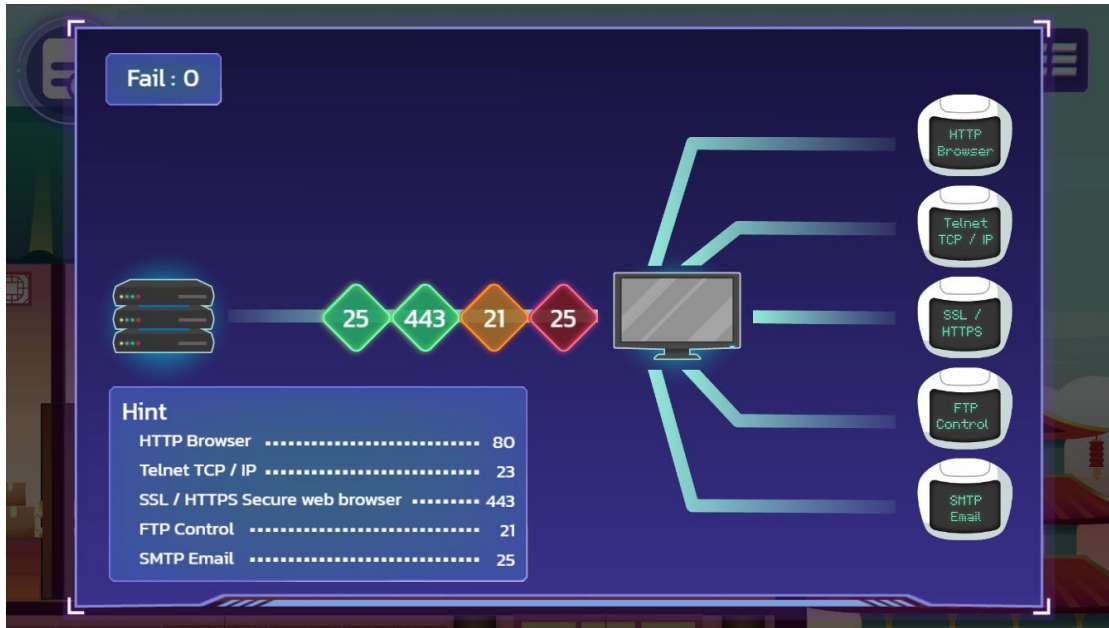 Fail : 0
HTTP
Browser
Telnet
TCP / IP
25 443 21 25
SSL /
HTTPS
Hint
HTTP Browser ................................ 80
Telnet TCP / IP ................................ 23
SSL / HTTPS Secure web browser ......... 443
FTP Control ................................ 21
SMTP Email ................................ 25
FTP
Control
SMTP
Email